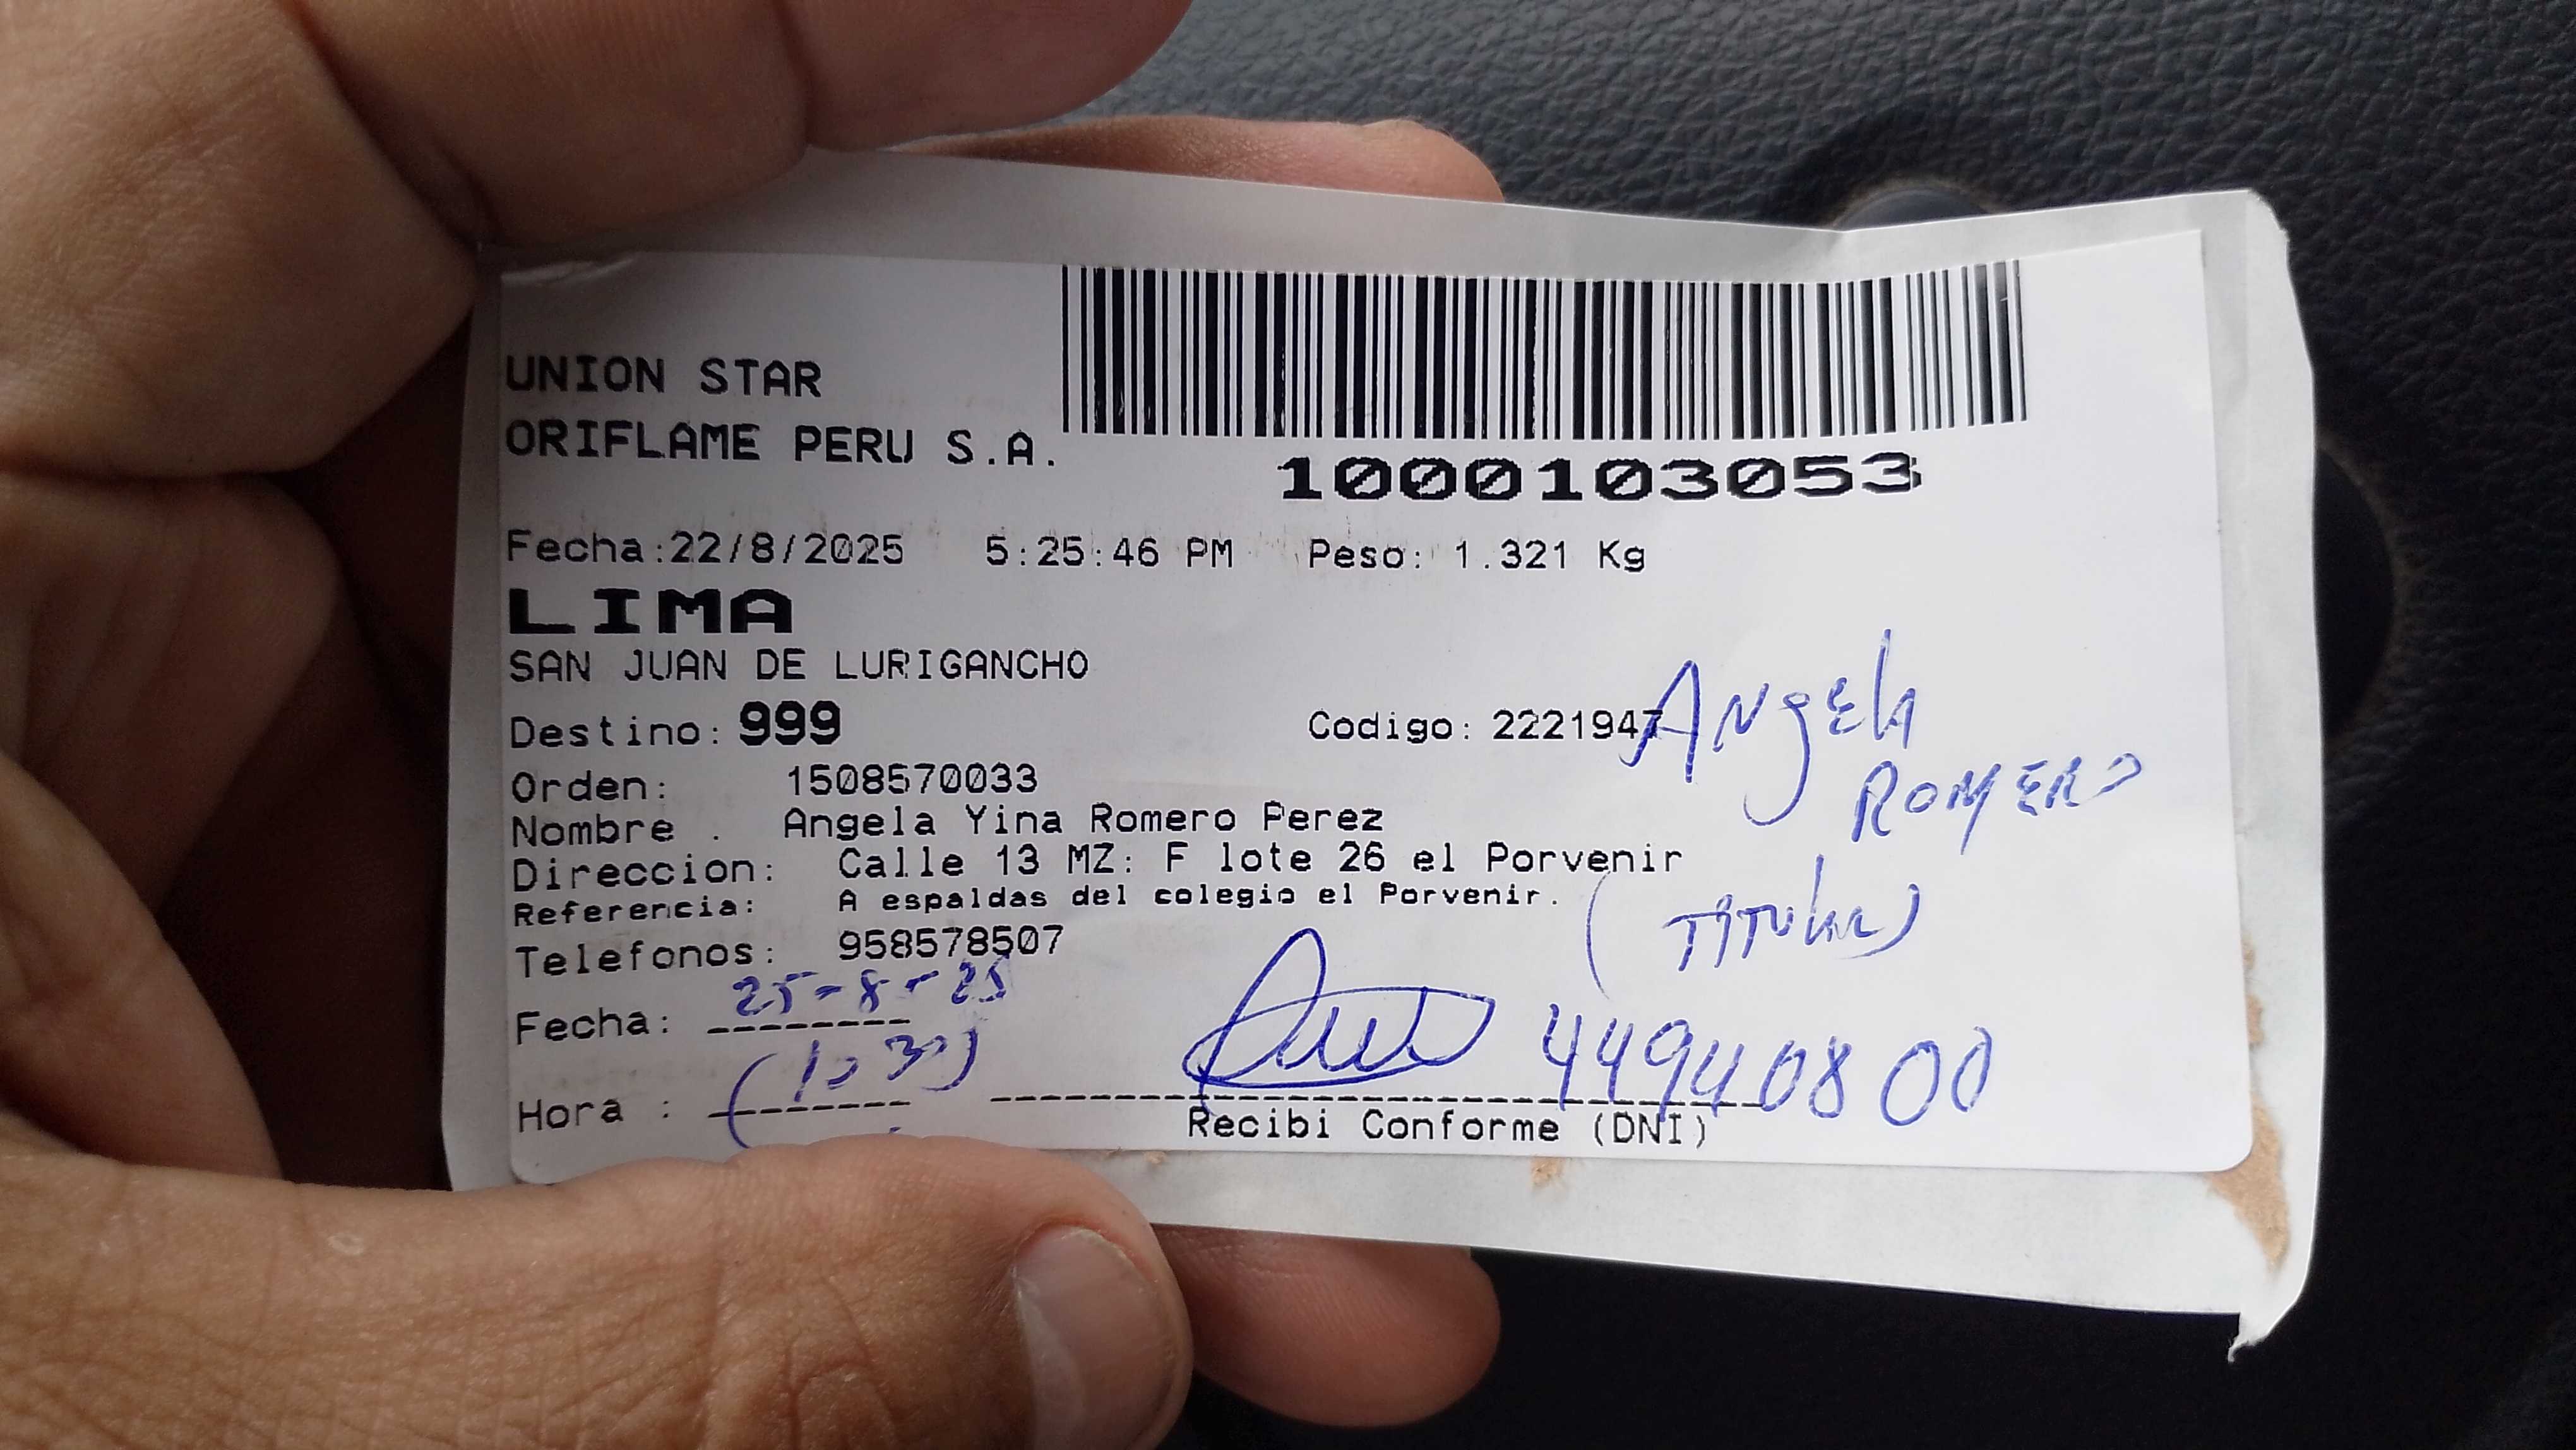 UNION STAR
ORIFLAME PERU S.A.
1000103053
Fecha:22/8/2025 5:25:46 PM Peso: 1.321 Kg
LIMA
SAN JUAN DE LURIGANCHO
Destino: 999 Codigo: 2221947
Angela
Romero
Orden: 1508570033
Nombre . Angela Yina Romero Perez
Direccion: Calle 13 MZ: F lote 26 el Porvenir
Referencia: A espaldas del colegio el Porvenir.
(Titular)
Telefonos: 958578507
Fecha: 25-8-25
Hora : (10 30)
44940800
Recibi Conforme (DNI)